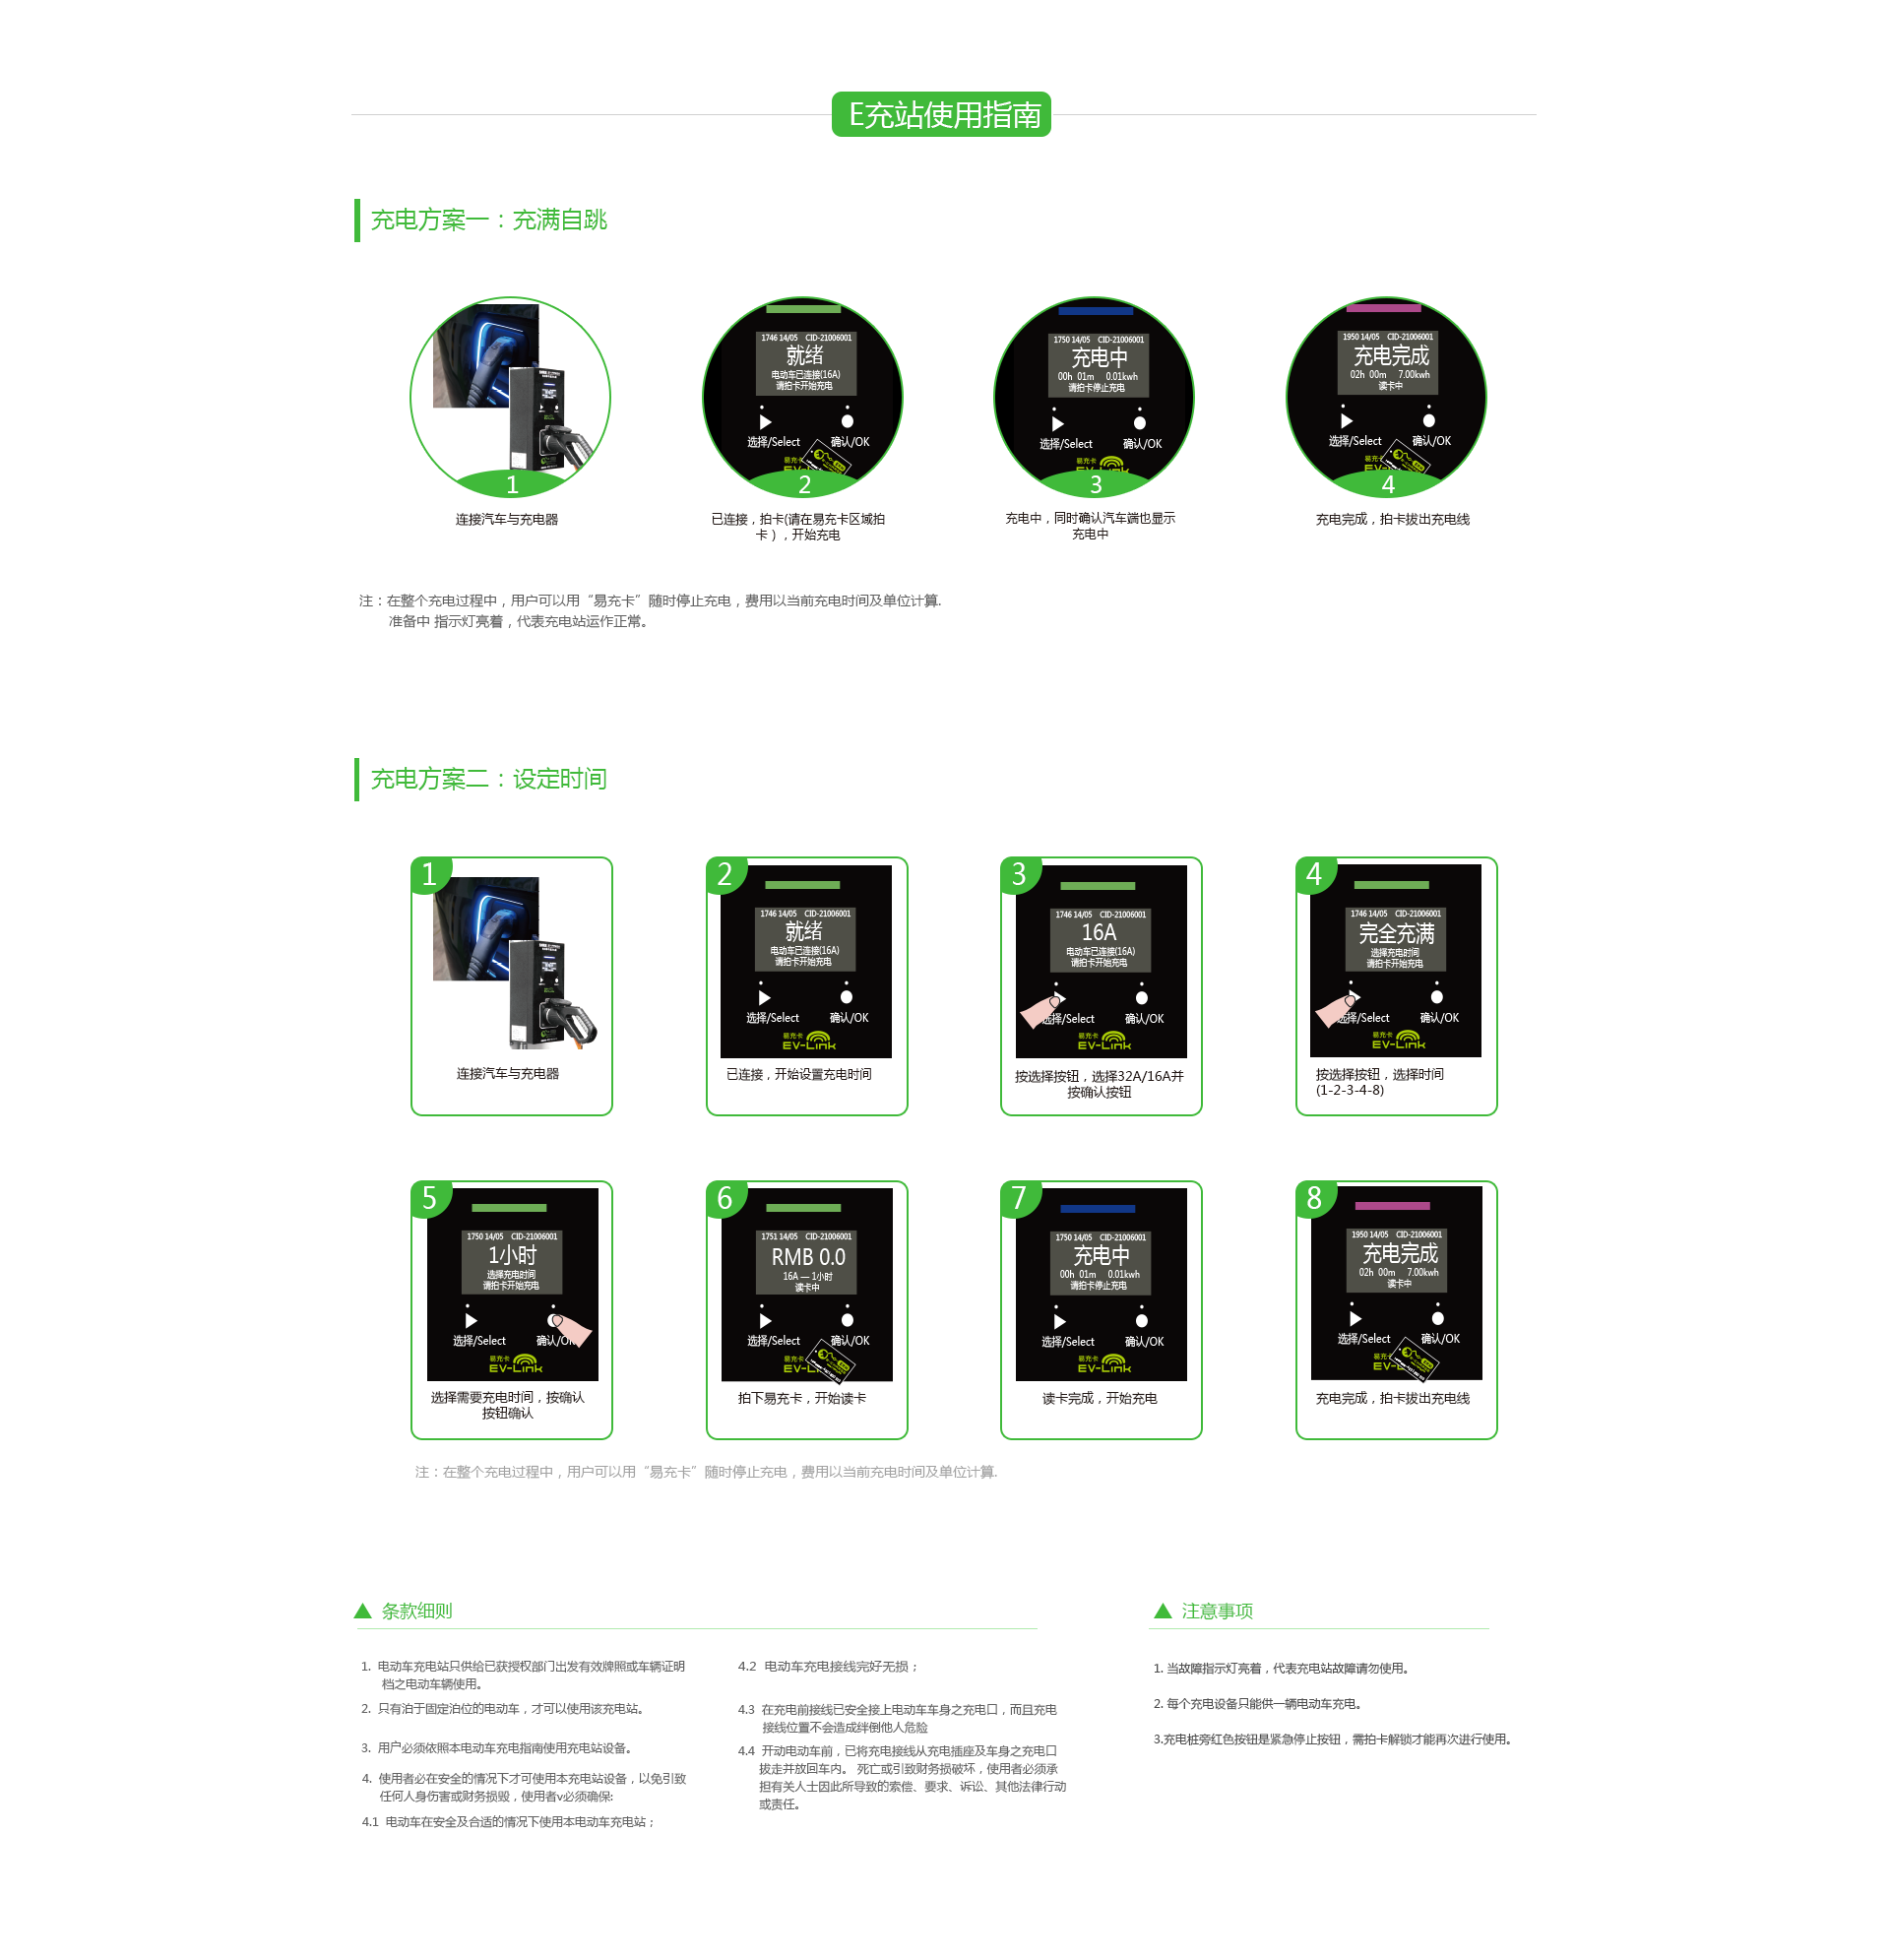 E充站使用指南
充电方案一：充满自跳
1746 14/05 CID-21006001
就绪
电动车已连接(16A)
请拍卡开始充电
选择/Select 确认/OK
易充卡
2
1750 14/05 CID-21006001
充电中
00h 01m 0.01kwh
请拍卡停止充电
选择/Select 确认/OK
易充卡
3
1950 14/05 CID-21006001
充电完成
02h 00m 7.00kwh
读卡中
选择/Select 确认/OK
易充卡
4
1
连接汽车与充电器
已连接，拍卡(请在易充卡区域拍
卡），开始充电
充电中，同时确认汽车端也显示
充电中
充电完成，拍卡拔出充电线
注：在整个充电过程中，用户可以用“易充卡”随时停止充电，费用以当前充电时间及单位计算.
准备中 指示灯亮着，代表充电站运作正常。
充电方案二：设定时间
1
连接汽车与充电器
2
1746 14/05 CID-21006001
就绪
电动车已连接(16A)
请拍卡开始充电
选择/Select 确认/OK
易充卡
EV-Link
已连接，开始设置充电时间
3
1746 14/05 CID-21006001
16A
电动车已连接(16A)
请拍卡开始充电
选择/Select 确认/OK
易充卡
EV-Link
按选择按钮，选择32A/16A并
按确认按钮
4
1746 14/05 CID-21006001
完全充满
选择充电时间
请拍卡开始充电
选择/Select 确认/OK
易充卡
EV-Link
按选择按钮，选择时间
(1-2-3-4-8)
5
1750 14/05 CID-21006001
1小时
选择充电时间
请拍卡开始充电
选择/Select 确认/OK
易充卡
EV-Link
选择需要充电时间，按确认
按钮确认
6
1751 14/05 CID-21006001
RMB 0.0
16A — 1小时
读卡中
选择/Select 确认/OK
易充卡
拍下易充卡，开始读卡
7
1750 14/05 CID-21006001
充电中
00h 01m 0.01kwh
请拍卡停止充电
选择/Select 确认/OK
易充卡
EV-Link
读卡完成，开始充电
8
1950 14/05 CID-21006001
充电完成
02h 00m 7.00kwh
读卡中
选择/Select 确认/OK
易充卡
充电完成，拍卡拔出充电线
注：在整个充电过程中，用户可以用“易充卡”随时停止充电，费用以当前充电时间及单位计算.
条款细则
1. 电动车充电站只供给已获授权部门出发有效牌照或车辆证明
档之电动车辆使用。
2. 只有泊于固定泊位的电动车，才可以使用该充电站。
3. 用户必须依照本电动车充电指南使用充电站设备。
4. 使用者必在安全的情况下才可使用本充电站设备，以免引致
任何人身伤害或财务损毁，使用者v必须确保:
4.1 电动车在安全及合适的情况下使用本电动车充电站；
4.2 电动车充电接线完好无损；
4.3 在充电前接线已安全接上电动车车身之充电口，而且充电
接线位置不会造成绊倒他人危险
4.4 开动电动车前，已将充电接线从充电插座及车身之充电口
拔走并放回车内。 死亡或引致财务损破坏，使用者必须承
担有关人士因此所导致的索偿、要求、诉讼、其他法律行动
或责任。
注意事项
1. 当故障指示灯亮着，代表充电站故障请勿使用。
2. 每个充电设备只能供一辆电动车充电。
3.充电桩旁红色按钮是紧急停止按钮，需拍卡解锁才能再次进行使用。